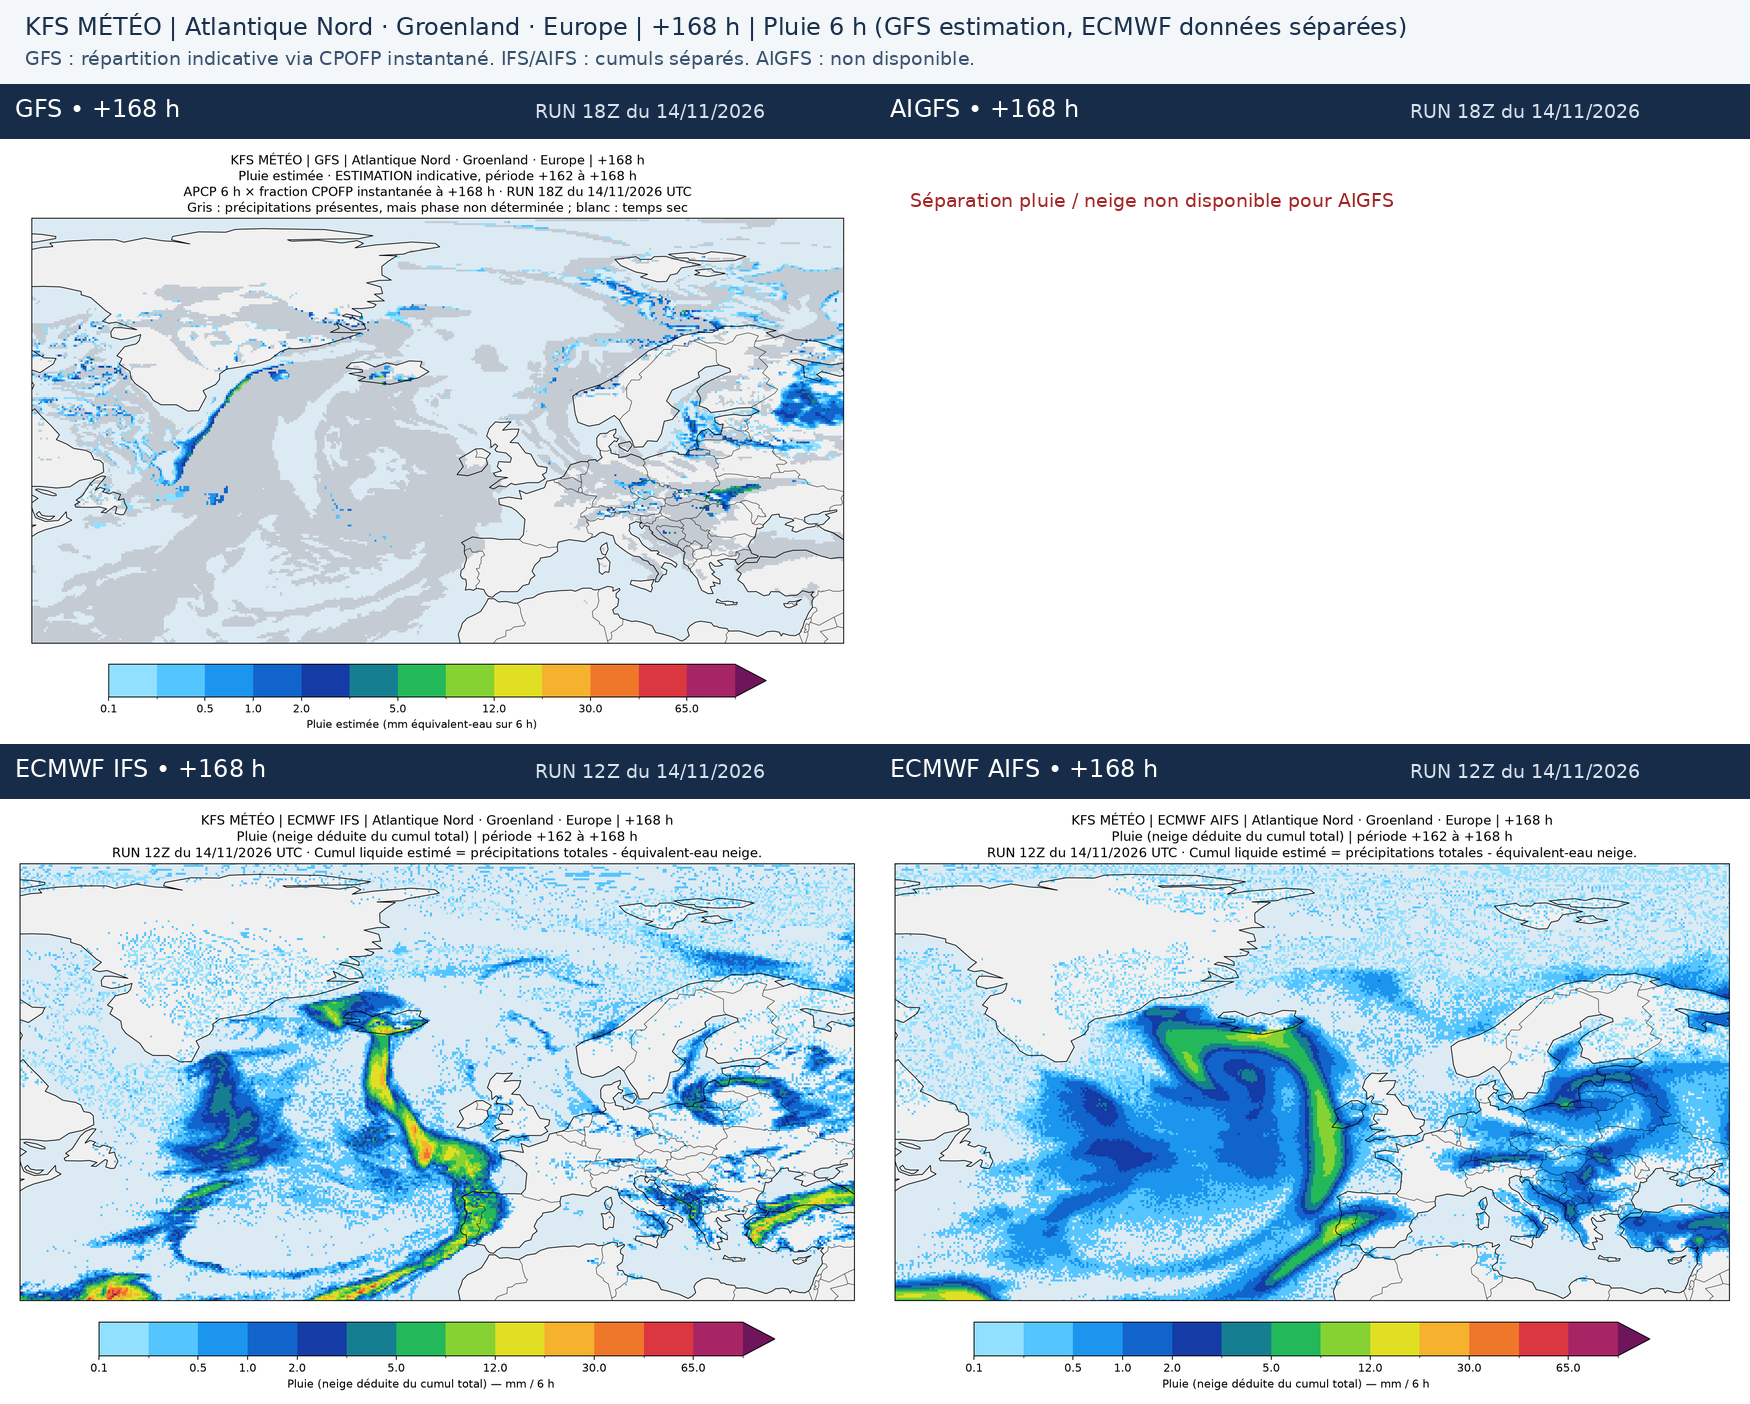 KFS MÉTÉO | Atlantique Nord · Groenland · Europe | +168 h | Pluie 6 h (GFS estimation, ECMWF données séparées)
GFS : répartition indicative via CPOFP instantané. IFS/AIFS : cumuls séparés. AIGFS : non disponible.
GFS • +168 h
RUN 18Z du 14/11/2026
AIGFS • +168 h
RUN 18Z du 14/11/2026
KFS MÉTÉO | GFS | Atlantique Nord · Groenland · Europe | +168 h
Pluie estimée · ESTIMATION indicative, période +162 à +168 h
APCP 6 h × fraction CPOFP instantanée à +168 h · RUN 18Z du 14/11/2026 UTC
Gris : précipitations présentes, mais phase non déterminée ; blanc : temps sec
Séparation pluie / neige non disponible pour AIGFS
0.1 0.5 1.0 2.0 5.0 12.0 30.0 65.0
Pluie estimée (mm équivalent-eau sur 6 h)
ECMWF IFS • +168 h
RUN 12Z du 14/11/2026
ECMWF AIFS • +168 h
RUN 12Z du 14/11/2026
KFS MÉTÉO | ECMWF IFS | Atlantique Nord · Groenland · Europe | +168 h
Pluie (neige déduite du cumul total) | période +162 à +168 h
RUN 12Z du 14/11/2026 UTC · Cumul liquide estimé = précipitations totales - équivalent-eau neige.
0.1 0.5 1.0 2.0 5.0 12.0 30.0 65.0
Pluie (neige déduite du cumul total) — mm / 6 h
KFS MÉTÉO | ECMWF AIFS | Atlantique Nord · Groenland · Europe | +168 h
Pluie (neige déduite du cumul total) | période +162 à +168 h
RUN 12Z du 14/11/2026 UTC · Cumul liquide estimé = précipitations totales - équivalent-eau neige.
0.1 0.5 1.0 2.0 5.0 12.0 30.0 65.0
Pluie (neige déduite du cumul total) — mm / 6 h